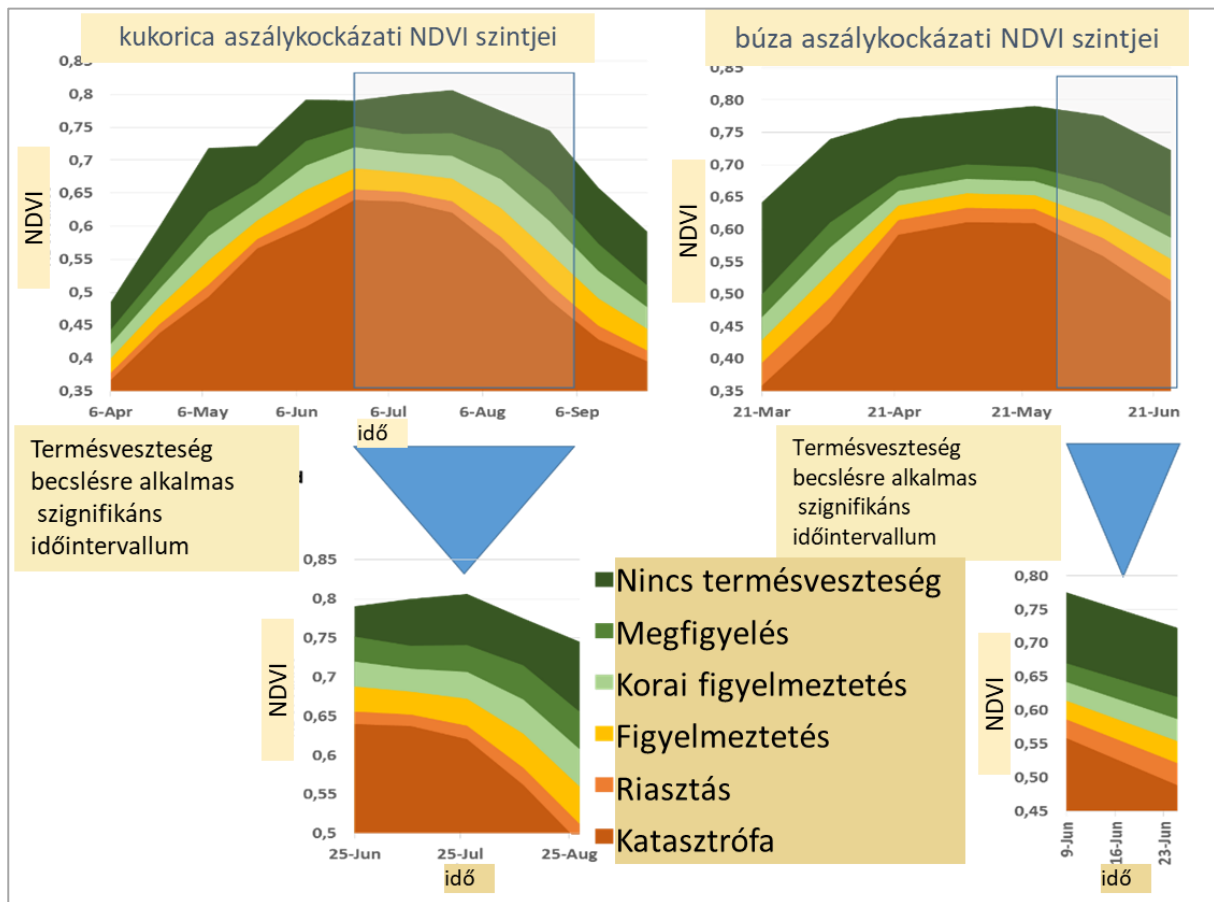 kukorica aszálykockázati NDVI szintjei
búza aszálykockázati NDVI szintjei
0,85
0,8
0,75
0,7
0,65
0,6
0,55
0,5
0,45
0,4
0,35
NDVI
6-Apr 6-May 6-Jun 6-Jul 6-Aug 6-Sep
idő
0,85
0,80
0,75
0,70
0,65
0,60
0,55
0,50
0,45
0,40
0,35
NDVI
21-Mar 21-Apr 21-May 21-Jun
Termésveszteség
becslésre alkalmas
szignifikáns
időintervallum
d
Termésveszteség
becslésre alkalmas
szignifikáns
időintervallum
0,85
0,8
0,75
0,7
0,65
0,6
0,55
0,5
NDVI
25-Jun 25-Jul 25-Aug
idő
Nincs termésveszteség
Megfigyelés
Korai figyelmeztetés
Figyelmeztetés
Riasztás
Katasztrófa
0,80
0,75
0,70
0,65
0,60
0,55
0,50
0,45
NDVI
9-Jun
16-Jun
23-Jun
idő